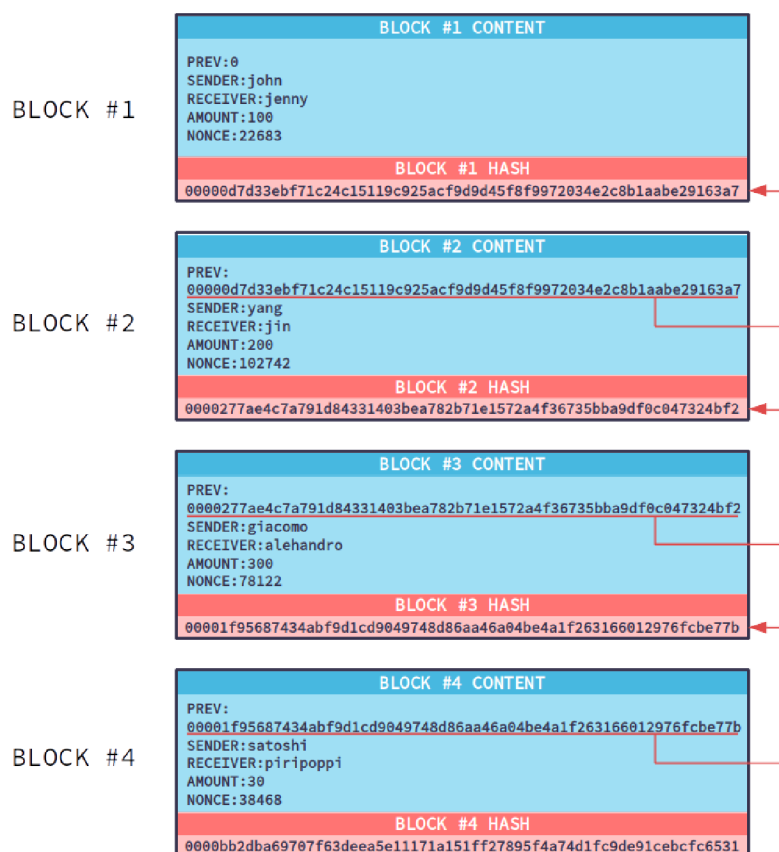 BLOCK #1
BLOCK #1 CONTENT
PREV:0
SENDER:john
RECEIVER:jenny
AMOUNT:100
NONCE:22683
BLOCK #1 HASH
00000d7d33ebf71c24c15119c925acf9d9d45f8f9972034e2c8b1aabe29163a7
BLOCK #2
BLOCK #2 CONTENT
PREV:
00000d7d33ebf71c24c15119c925acf9d9d45f8f9972034e2c8b1aabe29163a7
SENDER:yang
RECEIVER:jin
AMOUNT:200
NONCE:102742
BLOCK #2 HASH
0000277ae4c7a791d84331403bea782b71e1572a4f36735bba9df0c047324bf2
BLOCK #3
BLOCK #3 CONTENT
PREV:
0000277ae4c7a791d84331403bea782b71e1572a4f36735bba9df0c047324bf2
SENDER:giacomo
RECEIVER:alehandro
AMOUNT:300
NONCE:78122
BLOCK #3 HASH
00001f95687434abf9d1cd9049748d86aa46a04be4a1f263166012976fcbe77b
BLOCK #4
BLOCK #4 CONTENT
PREV:
00001f95687434abf9d1cd9049748d86aa46a04be4a1f263166012976fcbe77b
SENDER:satoshi
RECEIVER:piripoppi
AMOUNT:30
NONCE:38468
BLOCK #4 HASH
0000bb2dba69707f63deea5e11171a151ff27895f4a74d1fc9de91cebcfc6531